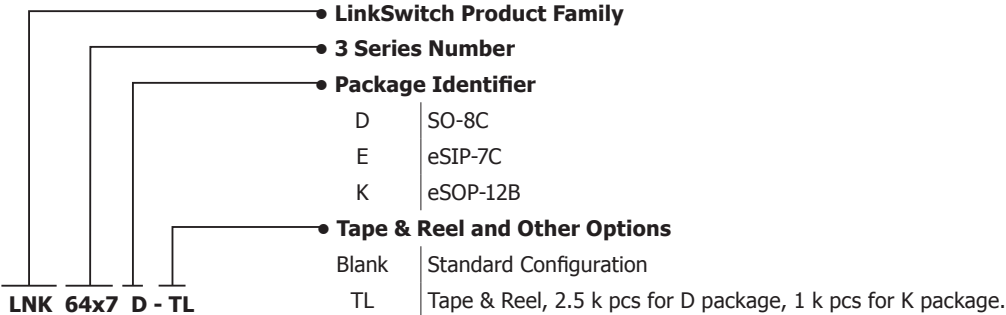 • LinkSwitch Product Family
• 3 Series Number
• Package Identifier
D SO-8C
E eSIP-7C
K eSOP-12B
• Tape & Reel and Other Options
Blank Standard Configuration
TL Tape & Reel, 2.5 k pcs for D package, 1 k pcs for K package.
LNK 64x7 D - TL